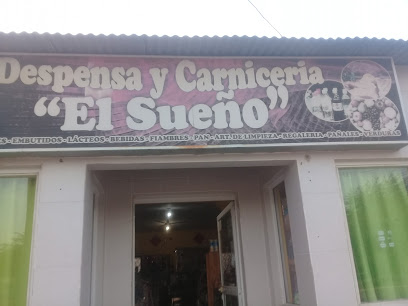 Despensa y Carniceria
"El Sueño"
EMBUTIDOS - LÁCTEOS - BEBIDAS - FIAMBRES - PAN - ART. DE LIMPIEZA - REGALERIA - PAÑALES - VERDURAS